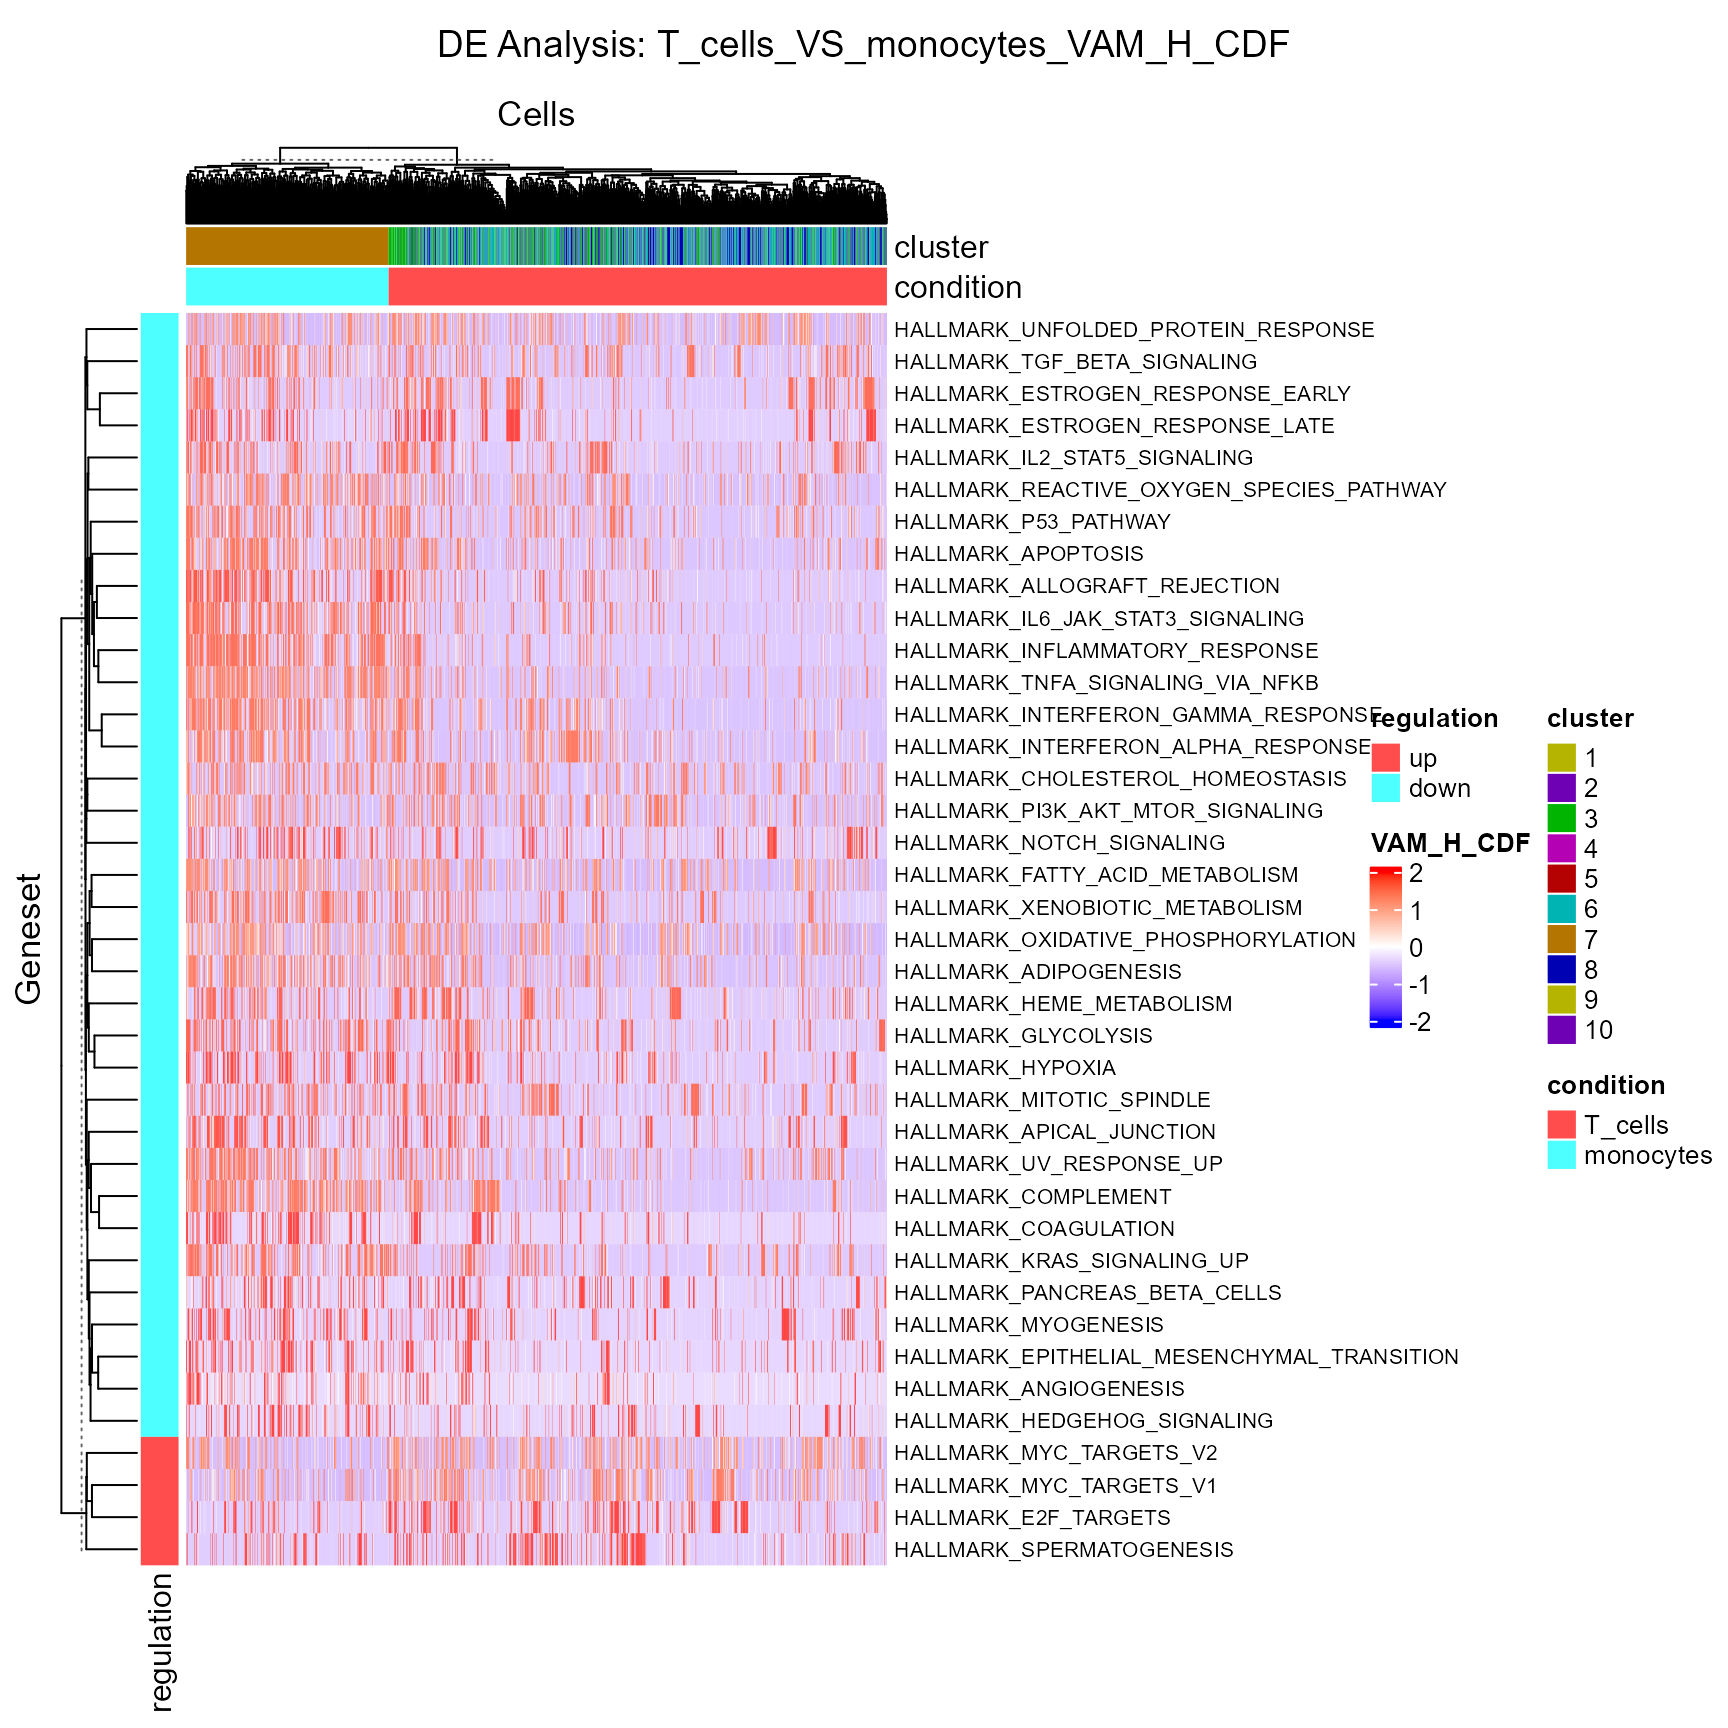 DE Analysis: T_cells_VS_monocytes_VAM_H_CDF
Cells
cluster
condition
HALLMARK_UNFOLDED_PROTEIN_RESPONSE
HALLMARK_TGF_BETA_SIGNALING
HALLMARK_ESTROGEN_RESPONSE_EARLY
HALLMARK_ESTROGEN_RESPONSE_LATE
HALLMARK_IL2_STAT5_SIGNALING
HALLMARK_REACTIVE_OXYGEN_SPECIES_PATHWAY
HALLMARK_P53_PATHWAY
HALLMARK_APOPTOSIS
HALLMARK_ALLOGRAFT_REJECTION
HALLMARK_IL6_JAK_STAT3_SIGNALING
HALLMARK_INFLAMMATORY_RESPONSE
HALLMARK_TNFA_SIGNALING_VIA_NFKB
HALLMARK_INTERFERON_GAMMA_RESPONSE
HALLMARK_INTERFERON_ALPHA_RESPONSE
HALLMARK_CHOLESTEROL_HOMEOSTASIS
HALLMARK_PI3K_AKT_MTOR_SIGNALING
HALLMARK_NOTCH_SIGNALING
HALLMARK_FATTY_ACID_METABOLISM
HALLMARK_XENOBIOTIC_METABOLISM
HALLMARK_OXIDATIVE_PHOSPHORYLATION
HALLMARK_ADIPOGENESIS
HALLMARK_HEME_METABOLISM
HALLMARK_GLYCOLYSIS
HALLMARK_HYPOXIA
HALLMARK_MITOTIC_SPINDLE
HALLMARK_APICAL_JUNCTION
HALLMARK_UV_RESPONSE_UP
HALLMARK_COMPLEMENT
HALLMARK_COAGULATION
HALLMARK_KRAS_SIGNALING_UP
HALLMARK_PANCREAS_BETA_CELLS
HALLMARK_MYOGENESIS
HALLMARK_EPITHELIAL_MESENCHYMAL_TRANSITION
HALLMARK_ANGIOGENESIS
HALLMARK_HEDGEHOG_SIGNALING
HALLMARK_MYC_TARGETS_V2
HALLMARK_MYC_TARGETS_V1
HALLMARK_E2F_TARGETS
HALLMARK_SPERMATOGENESIS
Geneset
regulation
regulation
up
down
VAM_H_CDF
2
1
0
-1
-2
cluster
1
2
3
4
5
6
7
8
9
10
condition
T_cells
monocytes